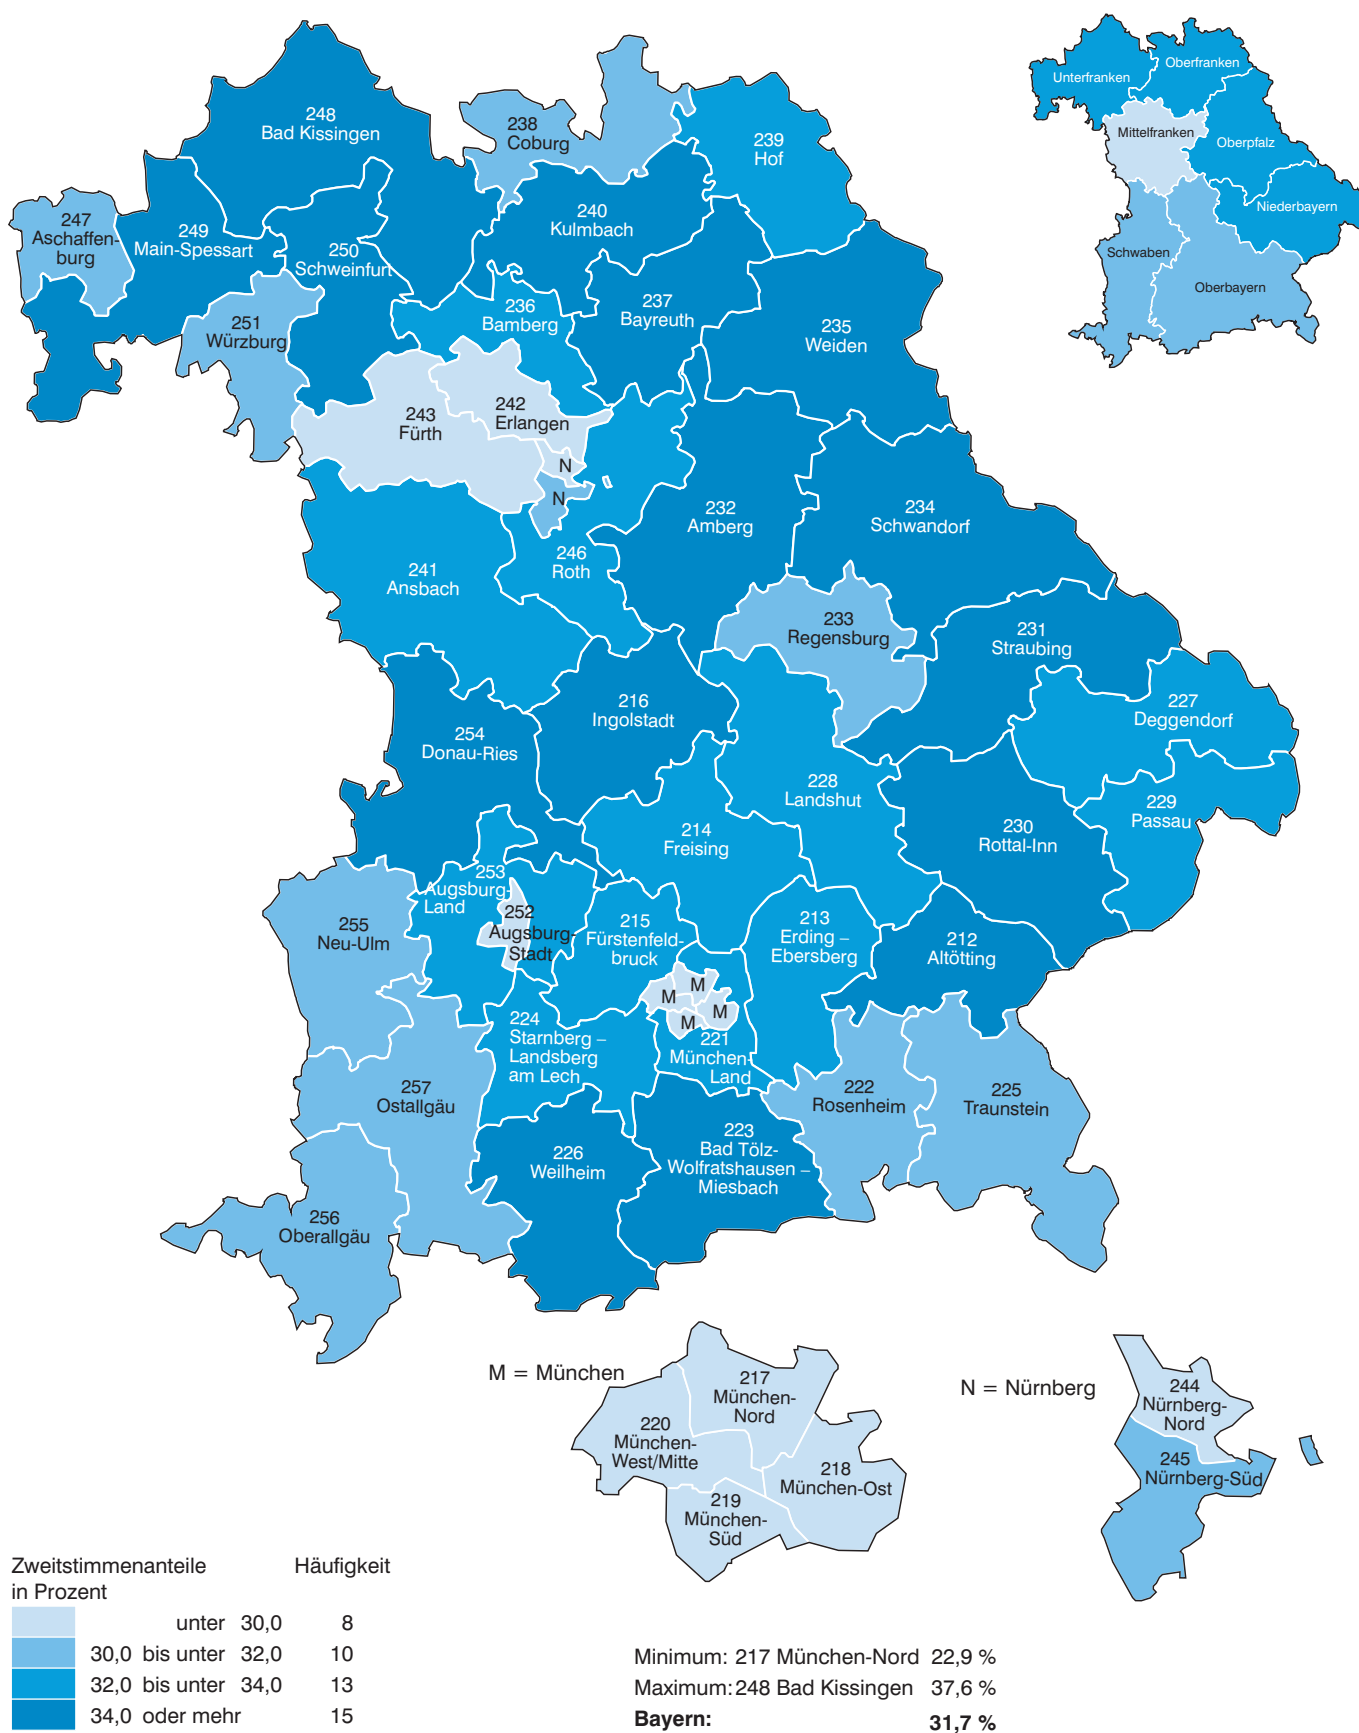 248
Bad Kissingen
238
Coburg
239
Hof
247
Aschaffen-
burg
249
Main-Spessart
250
Schweinfurt
240
Kulmbach
251
Würzburg
236
Bamberg
237
Bayreuth
235
Weiden
243
Fürth
242
Erlangen
N
N
232
Amberg
234
Schwandorf
241
Ansbach
246
Roth
233
Regensburg
231
Straubing
227
Deggendorf
216
Ingolstadt
254
Donau-Ries
228
Landshut
229
Passau
230
Rottal-Inn
214
Freising
253
Augsburg-
Land
252
Augsburg-
Stadt
215
Fürstenfeld-
bruck
213
Erding –
Ebersberg
212
Altötting
255
Neu-Ulm
M
M
M
M
224
Starnberg –
Landsberg
am Lech
221
München-
Land
222
Rosenheim
225
Traunstein
257
Ostallgäu
226
Weilheim
223
Bad Tölz-
Wolfratshausen –
Miesbach
256
Oberallgäu
Unterfranken
Oberfranken
Mittelfranken
Oberpfalz
Niederbayern
Schwaben
Oberbayern
M = München
217
München-
Nord
220
München-
West/Mitte
218
München-Ost
219
München-
Süd
N = Nürnberg
244
Nürnberg-
Nord
245
Nürnberg-Süd
Zweitstimmenanteile Häufigkeit
in Prozent
unter 30,0 8
30,0 bis unter 32,0 10
32,0 bis unter 34,0 13
34,0 oder mehr 15
Minimum: 217 München-Nord 22,9 %
Maximum: 248 Bad Kissingen 37,6 %
Bayern: 31,7 %